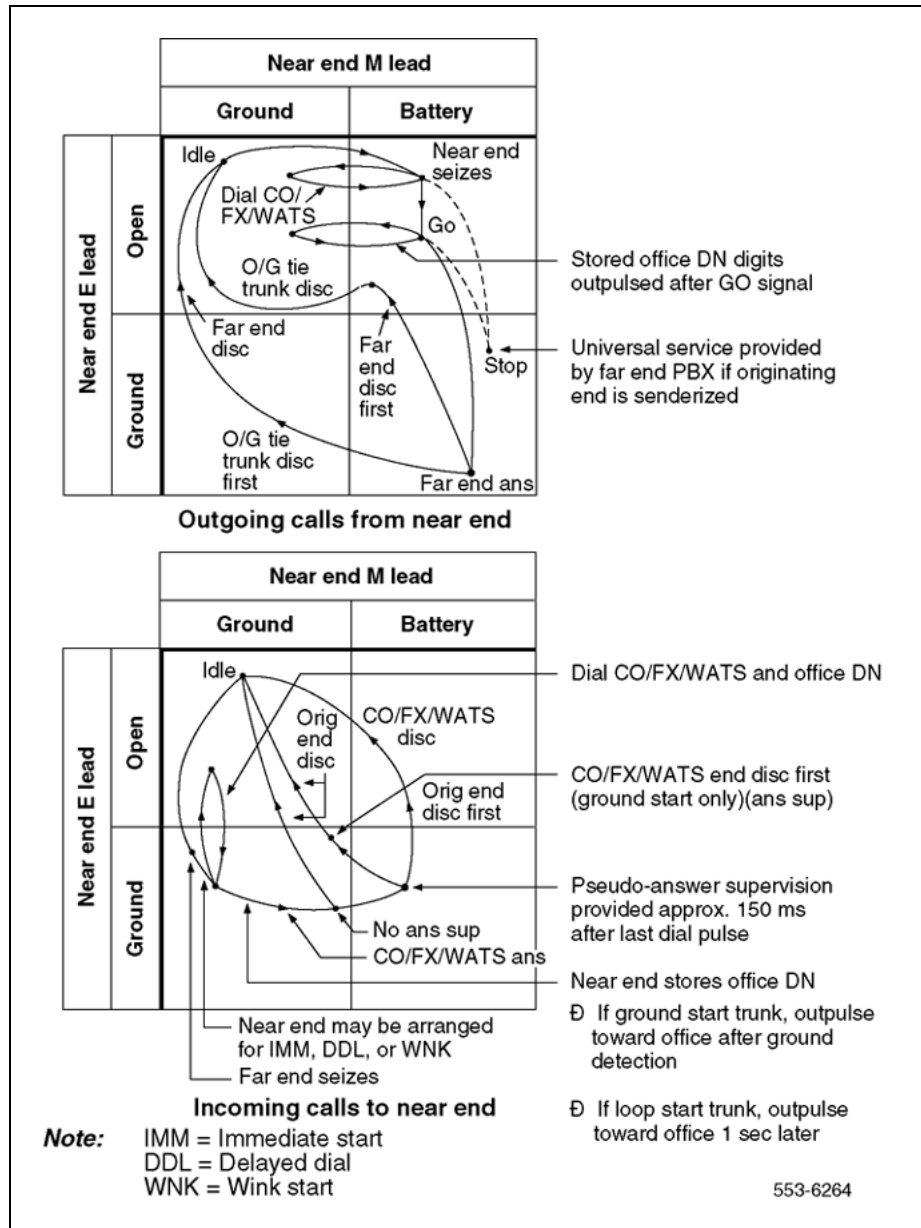 Near end M lead
Ground
Battery
Near end E lead
Open
Ground
Idle
Near end
seizes
Dial CO/
FX/WATS
Go
O/G tie
trunk disc
Stored office DN digits
outpulsed after GO signal
Far end
disc
Far
end
disc
first
Stop
Universal service provided
by far end PBX if originating
end is senderized
O/G tie
trunk disc
first
Far end ans
Outgoing calls from near end
Near end M lead
Ground
Battery
Near end E lead
Open
Ground
Idle
Dial CO/FX/WATS and office DN
Orig
end
disc
CO/FX/WATS
disc
Orig end
disc first
CO/FX/WATS end disc first
(ground start only)(ans sup)
Pseudo-answer supervision
provided approx. 150 ms
after last dial pulse
No ans sup
CO/FX/WATS ans
Near end stores office DN
Near end may be arranged
for IMM, DDL, or WNK
Far end seizes
Ð If ground start trunk, outpulse
toward office after ground
detection
Ð If loop start trunk, outpulse
toward office 1 sec later
Incoming calls to near end
Note: IMM = Immediate start
DDL = Delayed dial
WNK = Wink start
553-6264